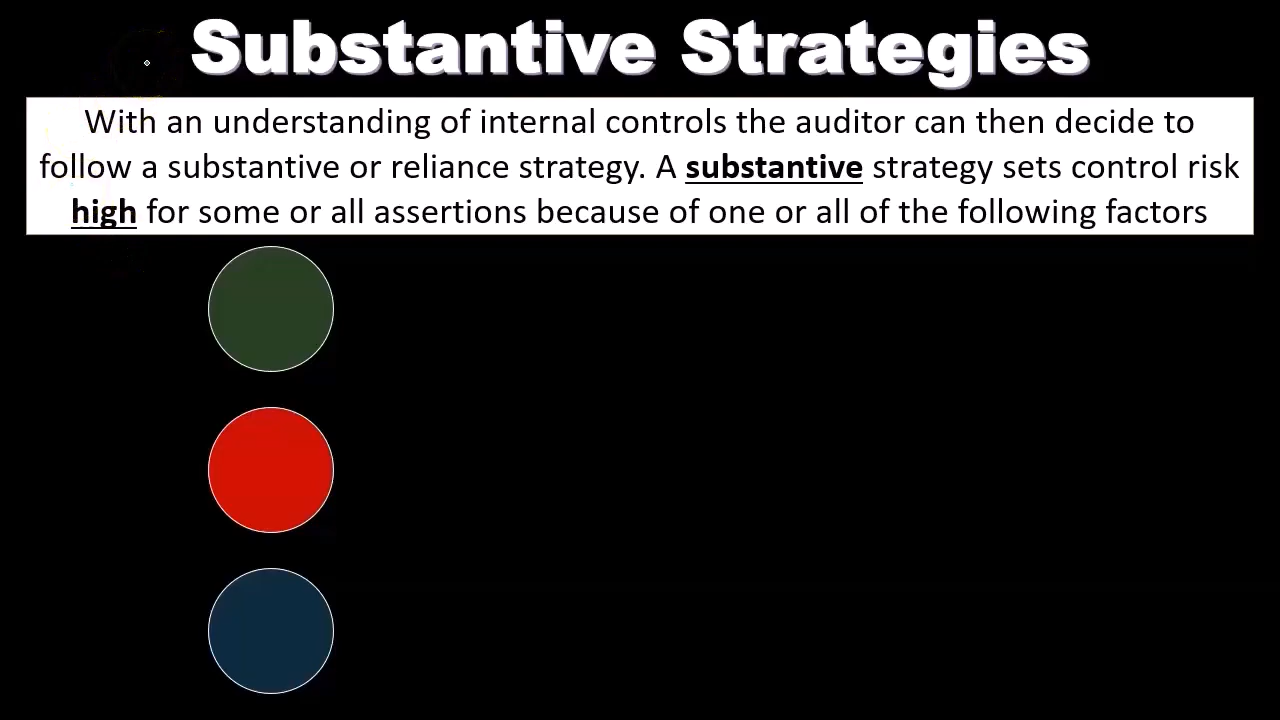 Substantive Strategies
With an understanding of internal controls the auditor can then decide to
follow a substantive or reliance strategy. A substantive strategy sets control risk
high for some or all assertions because of one or all of the following factors